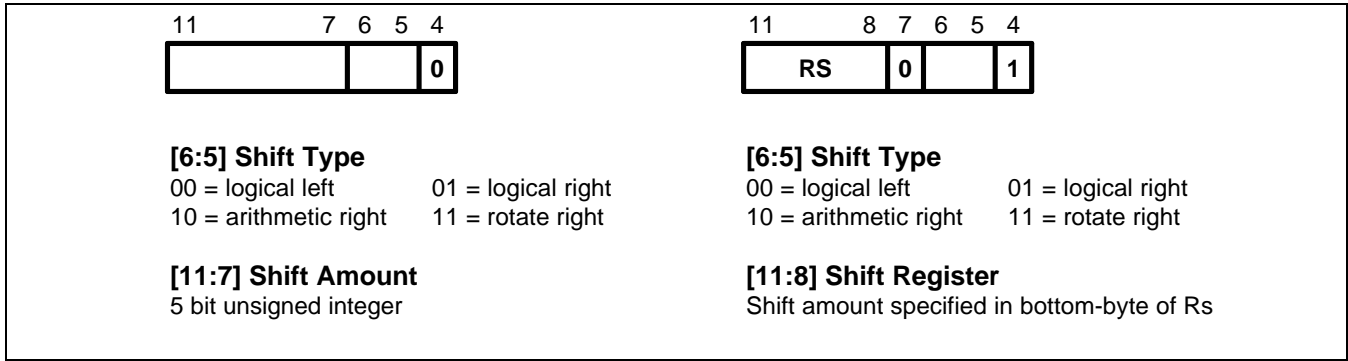 11 7 6 5 4
0
[6:5] Shift Type
00 = logical left 01 = logical right
10 = arithmetic right 11 = rotate right
[11:7] Shift Amount
5 bit unsigned integer
11 8 7 6 5 4
RS 0 1
[6:5] Shift Type
00 = logical left 01 = logical right
10 = arithmetic right 11 = rotate right
[11:8] Shift Register
Shift amount specified in bottom-byte of Rs